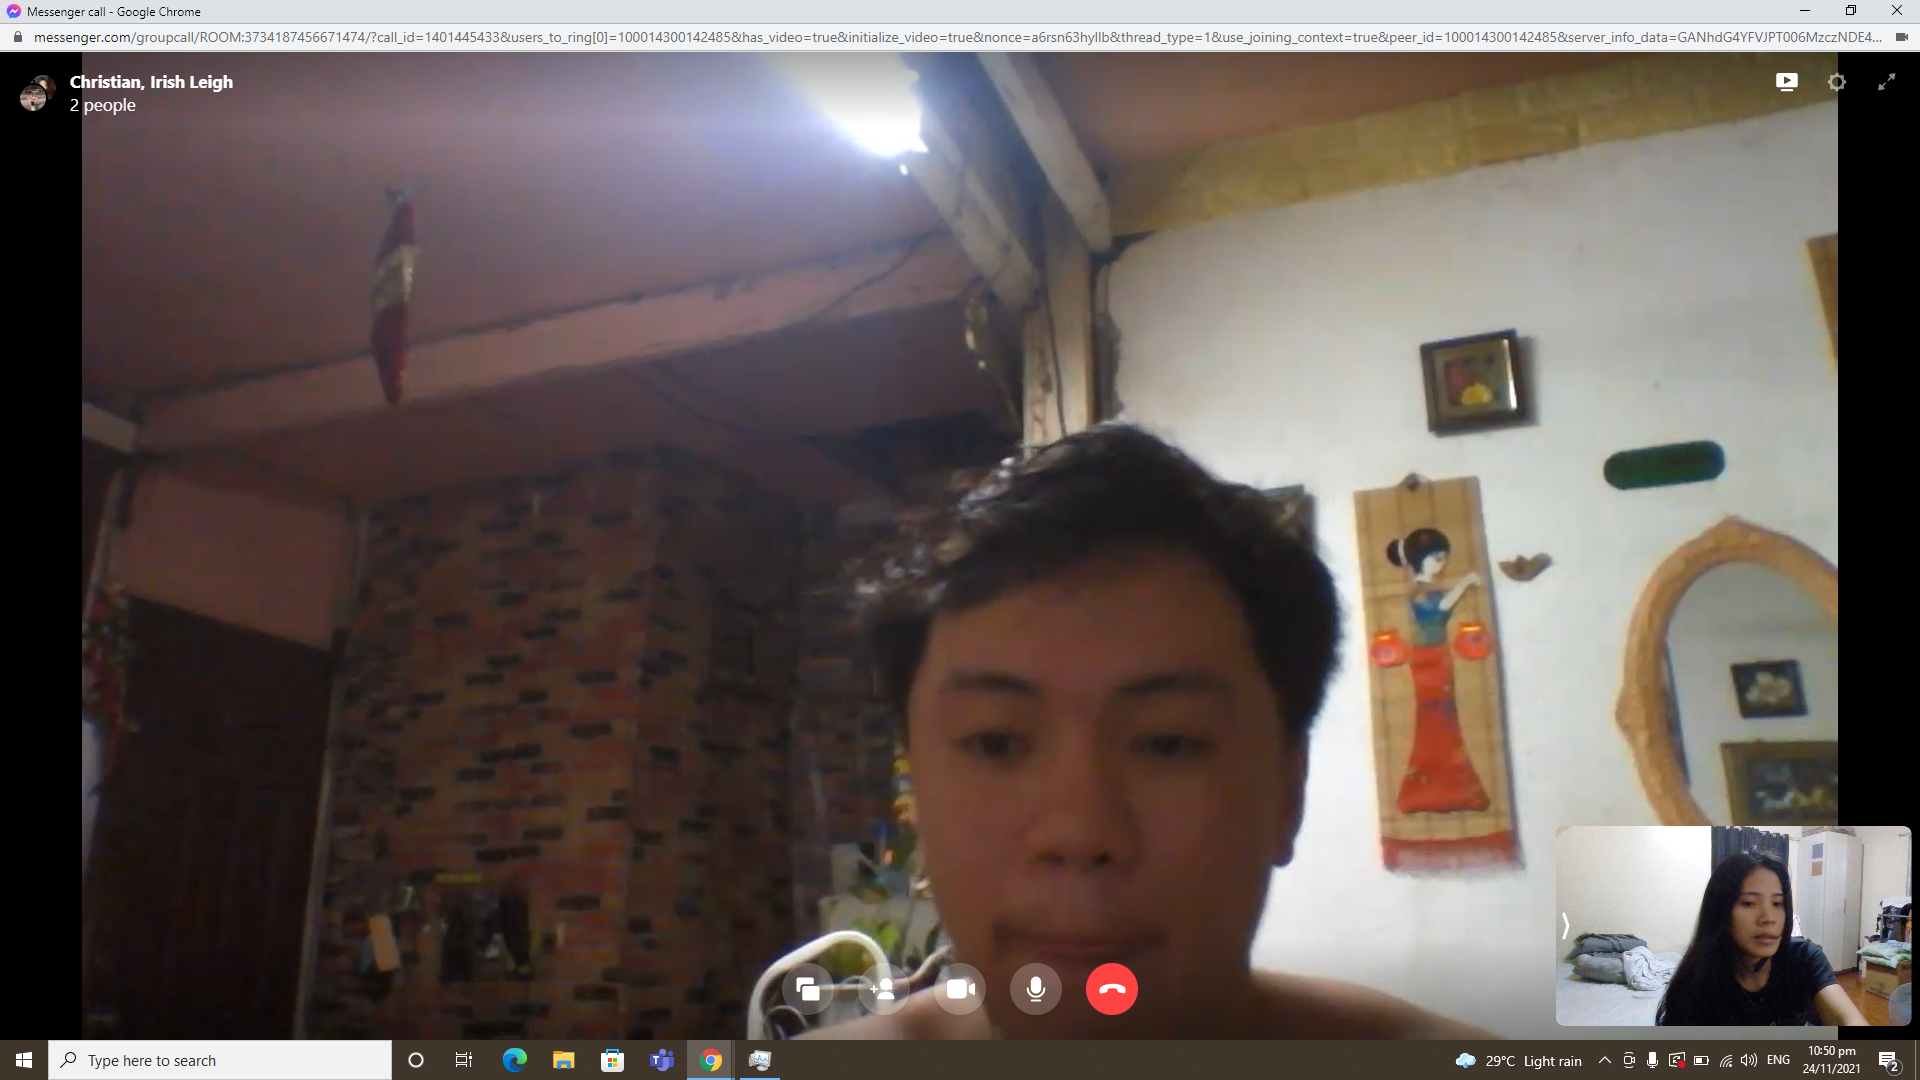 Messenger call - Google Chrome
messenger.com/groupcall/ROOM:3734187456671474/?call_id=1401445433&users_to_ring[0]=100014300142485&has_video=true&initialize_video=true&nonce=a6rsn63hyllb&thread_type=1&use_joining_context=true&peer_id=100014300142485&server_info_data=GANhdG4YFVJPT006MzczNDE4...
Christian, Irish Leigh
2 people
Type here to search
29°C Light rain
ENG
10:50 pm
24/11/2021
2